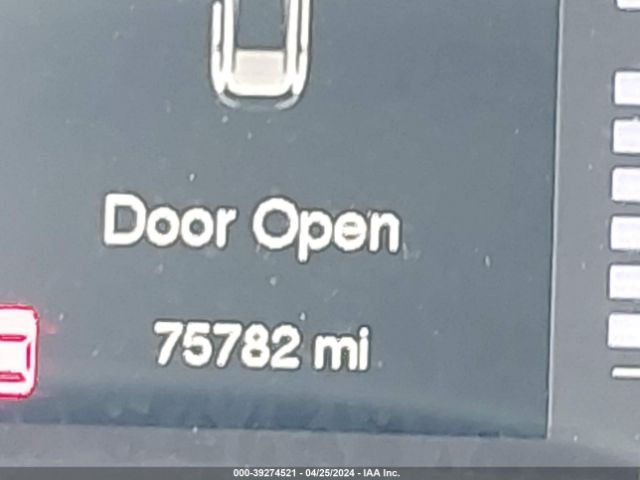 Door Open
75782 mi
000-39274521 - 04/25/2024 - IAA Inc.